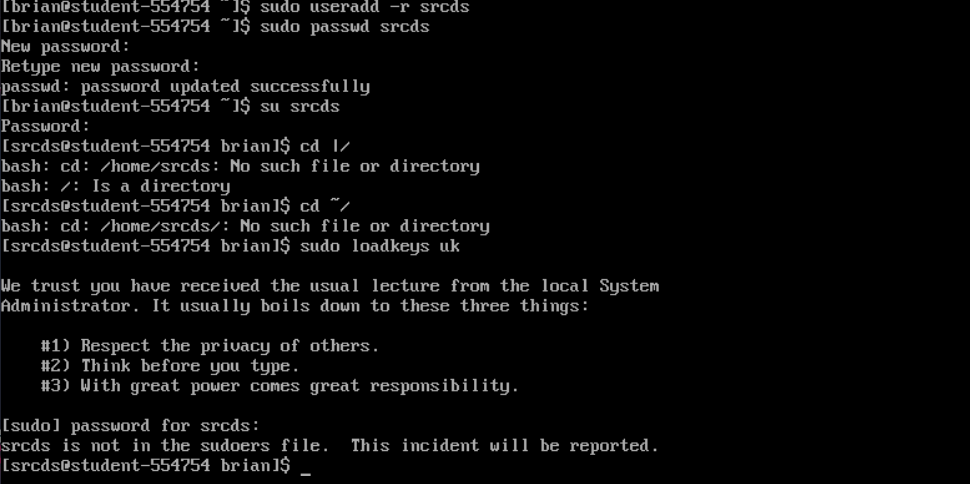 [brian@student-554754 ~]$ sudo useradd -r srcds
[brian@student-554754 ~]$ sudo passwd srcds
New password:
Retype new password:
passwd: password updated successfully
[brian@student-554754 ~]$ su srcds
Password:
[srcds@student-554754 brian]$ cd |/
bash: cd: /home/srcds: No such file or directory
bash: /: Is a directory
[srcds@student-554754 brian]$ cd ~/
bash: cd: /home/srcds/: No such file or directory
[srcds@student-554754 brian]$ sudo loadkeys uk
We trust you have received the usual lecture from the local System
Administrator. It usually boils down to these three things:
#1) Respect the privacy of others.
#2) Think before you type.
#3) With great power comes great responsibility.
[sudo] password for srcds:
srcds is not in the sudoers file.  This incident will be reported.
[srcds@student-554754 brian]$ _